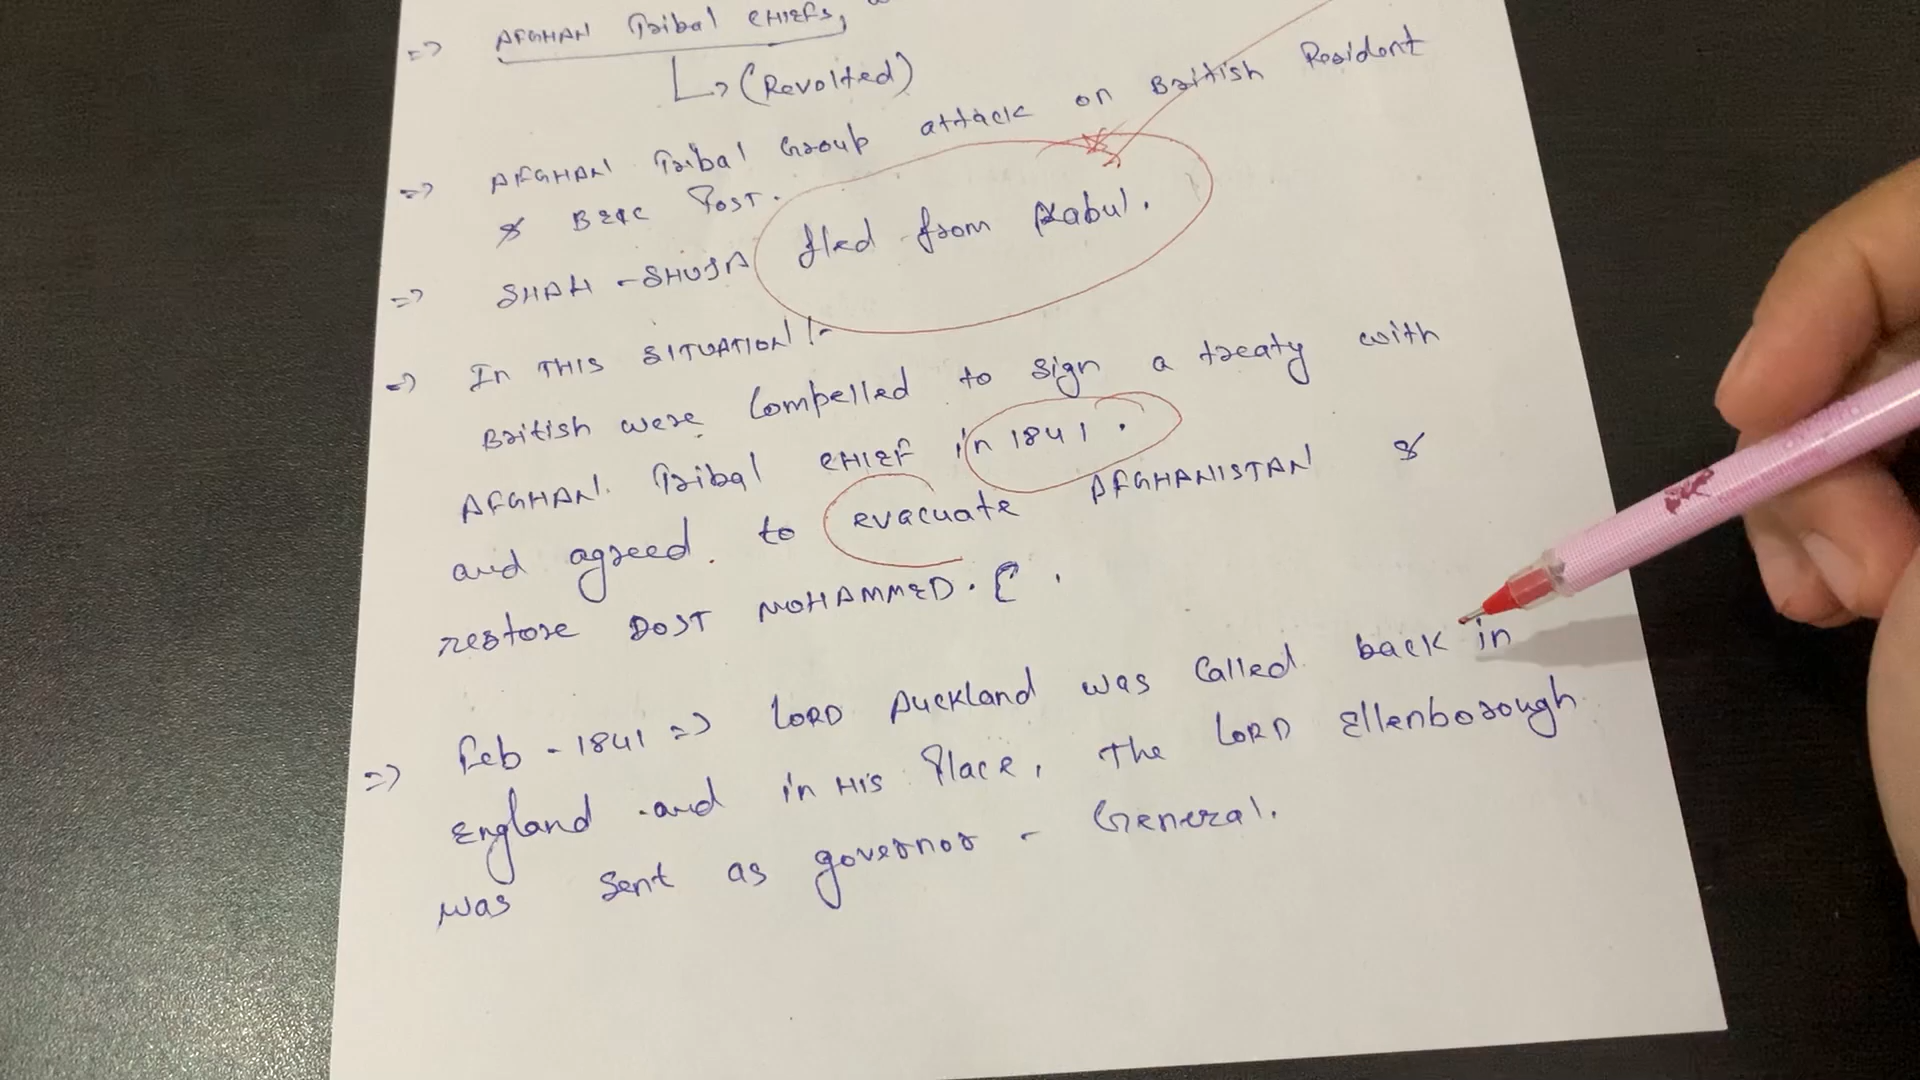 => AFGHAN Tribal CHIEFS,
↳ (Revolted)
=> AFGHAN Tribal Group attack on British Resident
& Post.
=> SHAH - SHUJA fled from Kabul.
=> In THIS SITUATION!-
British were Compelled to sign a treaty with
AFGHAN Tribal CHIEF in 1841.
and agreed to evacuate AFGHANISTAN &
restore DOST MOHAMMED.
=> Feb - 1841 => LORD Auckland was Called back in
England and in His Place, The LORD Ellenborough
was Sent as governor - General.